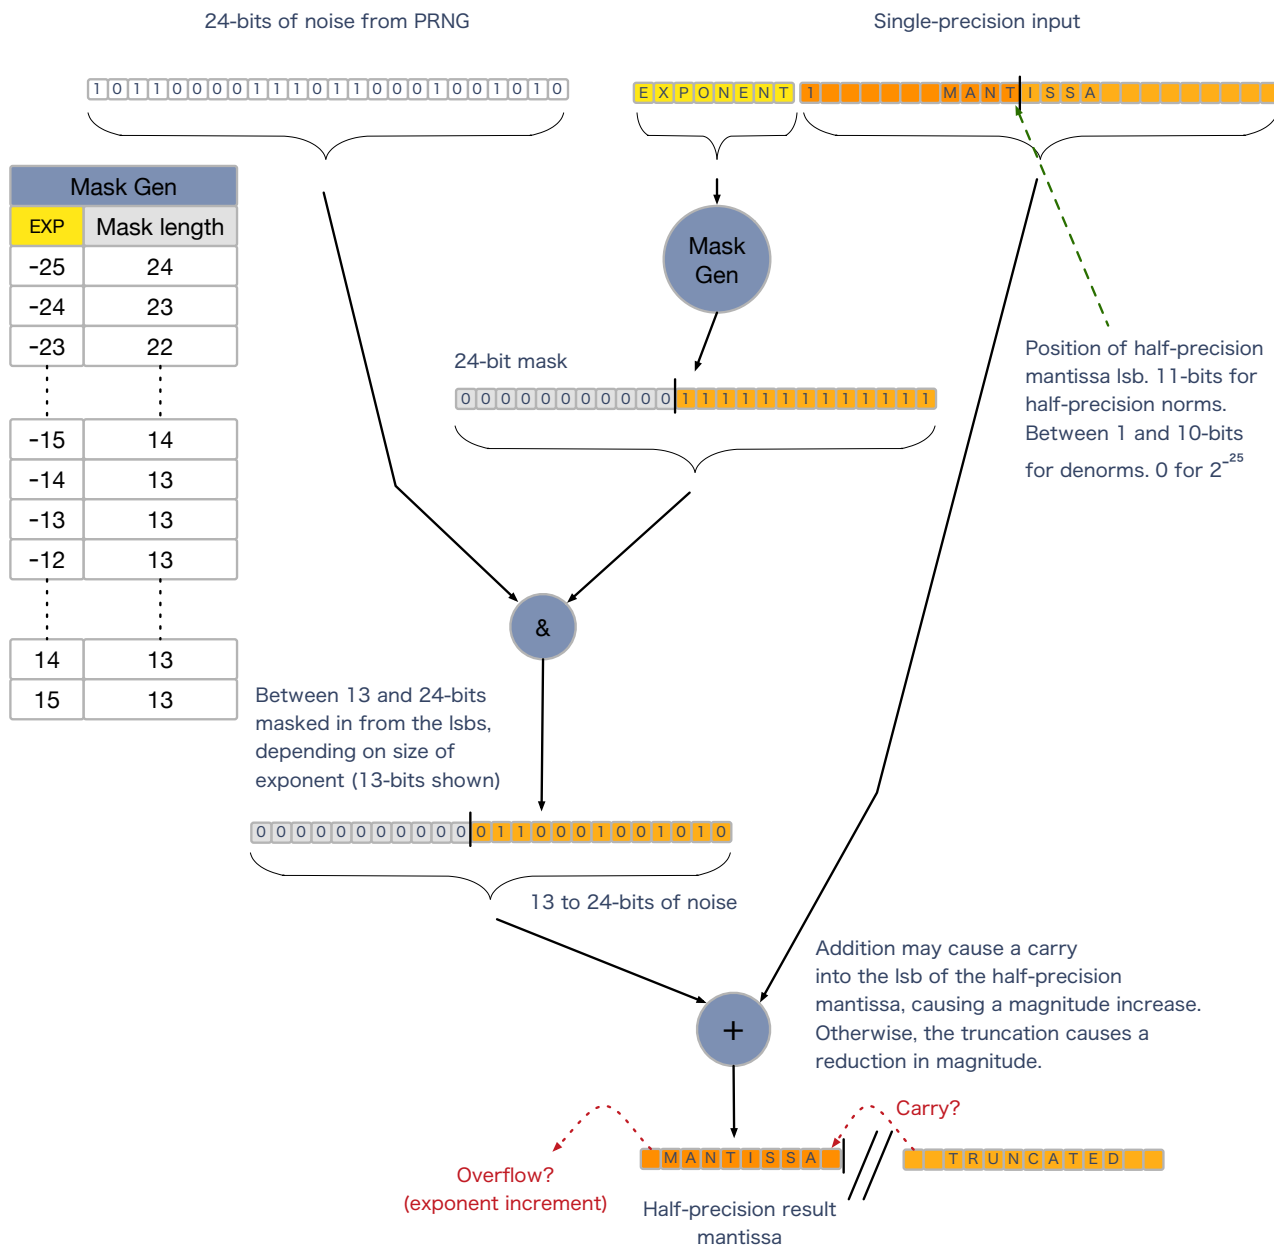 24-bits of noise from PRNG
Single-precision input
1 0 1 1 0 0 0 0 1 1 1 0 1 1 0 0 0 1 0 0 1 0 1 0
E X P O N E N T
1 M A N T I S S A
Mask Gen
EXP Mask length
-25 24
-24 23
-23 22
-15 14
-14 13
-13 13
-12 13
14 13
15 13
Mask
Gen
24-bit mask
0 0 0 0 0 0 0 0 0 0 0 1 1 1 1 1 1 1 1 1 1 1 1 1
Position of half-precision
mantissa lsb. 11-bits for
half-precision norms.
Between 1 and 10-bits
for denorms. 0 for 2⁻²⁵
&
Between 13 and 24-bits
masked in from the lsbs,
depending on size of
exponent (13-bits shown)
0 0 0 0 0 0 0 0 0 0 0 0 1 1 0 0 0 1 0 0 1 0 1 0
13 to 24-bits of noise
Addition may cause a carry
into the lsb of the half-precision
mantissa, causing a magnitude increase.
Otherwise, the truncation causes a
reduction in magnitude.
+
Carry?
M A N T I S S A
T R U N C A T E D
Overflow?
(exponent increment)
Half-precision result
mantissa